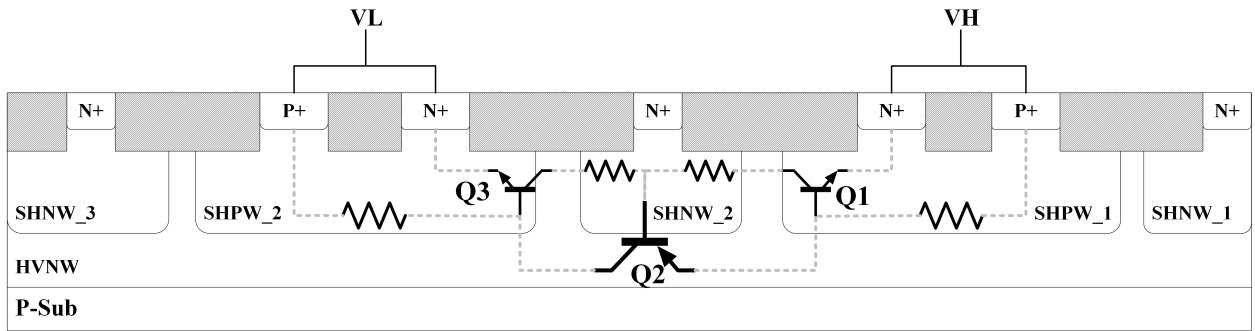 VL VH
N+ P+ N+ N+ N+ P+ N+
Q3 Q1
SHNW_3 SHPW_2 SHNW_2 SHPW_1 SHNW_1
HVNW Q2
P-Sub